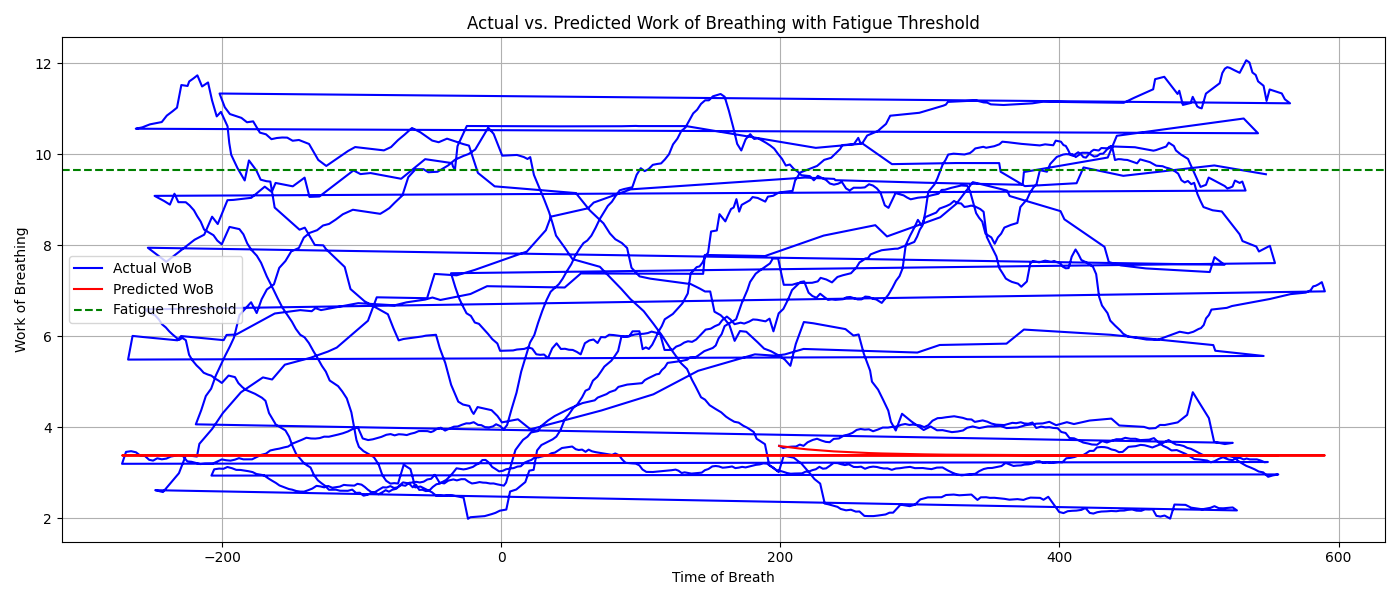 Actual vs. Predicted Work of Breathing with Fatigue Threshold
12
10
8
6
4
2
Work of Breathing
Actual WoB
Predicted WoB
Fatigue Threshold
−200
0
200
400
600
Time of Breath